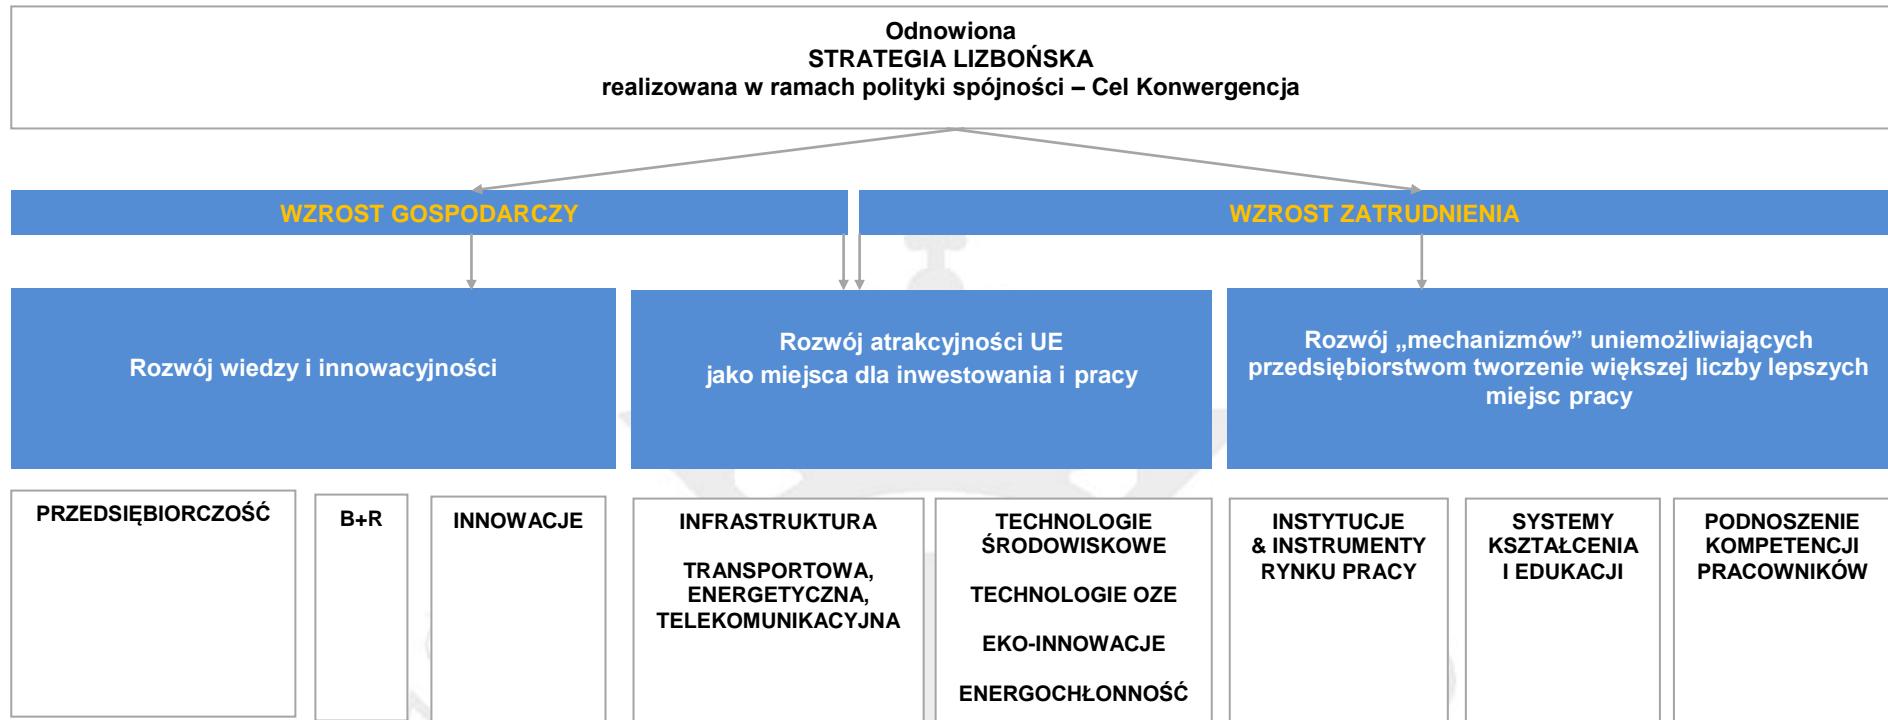 Odnowiona
STRATEGIA LIZBOŃSKA
realizowana w ramach polityki spójności – Cel Konwergencja
WZROST GOSPODARCZY
WZROST ZATRUDNIENIA
Rozwój wiedzy i innowacyjności
Rozwój atrakcyjności UE
jako miejsca dla inwestowania i pracy
Rozwój „mechanizmów” uniemożliwiających
przedsiębiorstwom tworzenie większej liczby lepszych
miejsc pracy
PRZEDSIĘBIORCZOŚĆ
B+R
INNOWACJE
INFRASTRUKTURA
TRANSPORTOWA,
ENERGETYCZNA,
TELEKOMUNIKACYJNA
TECHNOLOGIE
ŚRODOWISKOWE
TECHNOLOGIE OZE
EKO-INNOWACJE
ENERGOCHŁONNOŚĆ
INSTYTUCJE
& INSTRUMENTY
RYNKU PRACY
SYSTEMY
KSZTAŁCENIA
I EDUKACJI
PODNOSZENIE
KOMPETENCJI
PRACOWNIKÓW